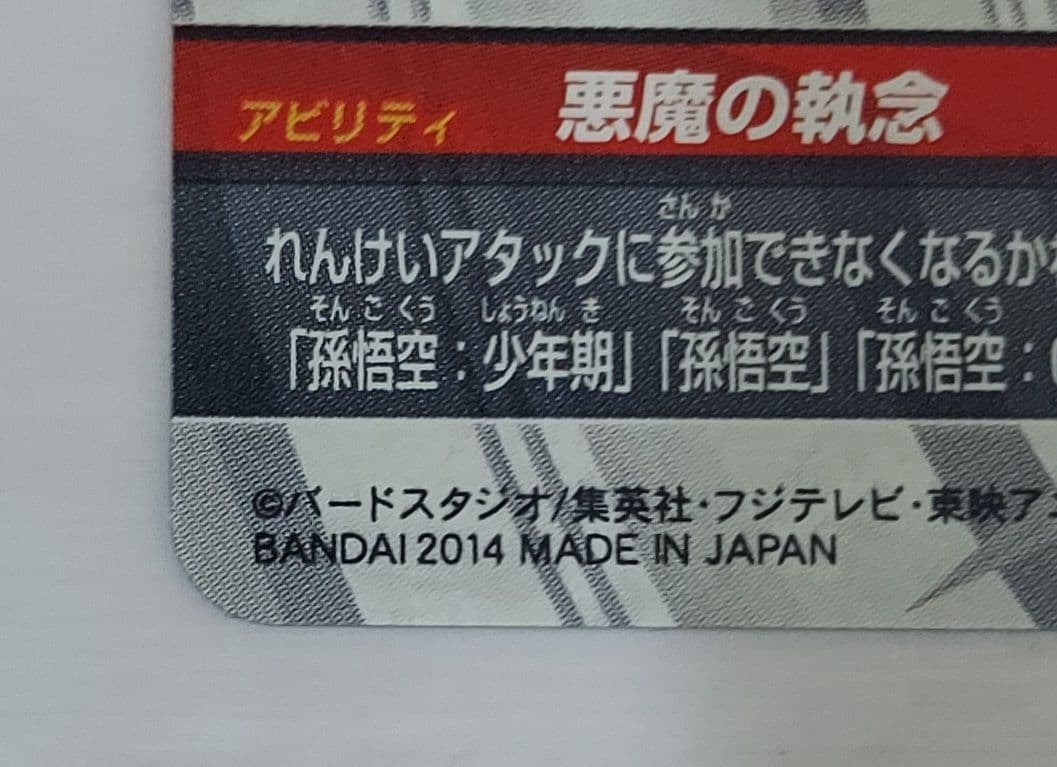 アビリティ 悪魔の執念
さんか
れんけいアタックに参加できなくなるか
そんごくう しょうねんき そんごくう そんごくう
「孫悟空：少年期」「孫悟空」「孫悟空：
©バードスタジオ/集英社・フジテレビ・東映ア
BANDAI 2014 MADE IN JAPAN